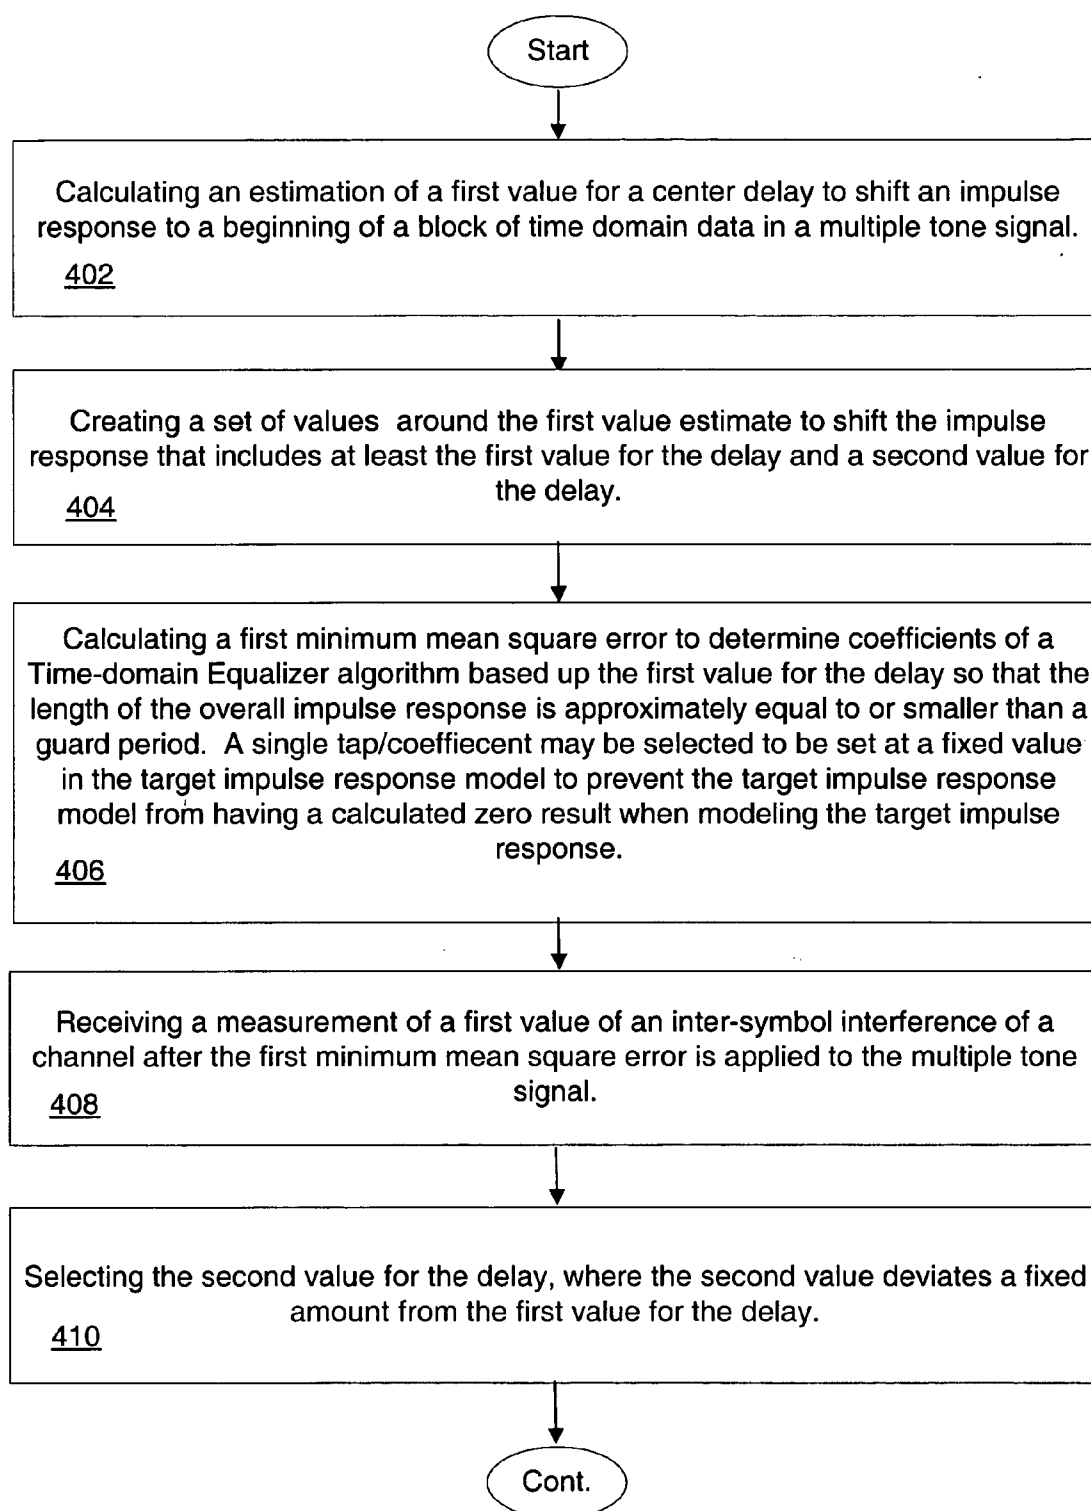 Start
Calculating an estimation of a first value for a center delay to shift an impulse
response to a beginning of a block of time domain data in a multiple tone signal.
402
Creating a set of values around the first value estimate to shift the impulse
response that includes at least the first value for the delay and a second value for
the delay.
404
Calculating a first minimum mean square error to determine coefficients of a
Time-domain Equalizer algorithm based up the first value for the delay so that the
length of the overall impulse response is approximately equal to or smaller than a
guard period. A single tap/coeffiecent may be selected to be set at a fixed value
in the target impulse response model to prevent the target impulse response
model from having a calculated zero result when modeling the target impulse
response.
406
Receiving a measurement of a first value of an inter-symbol interference of a
channel after the first minimum mean square error is applied to the multiple tone
signal.
408
Selecting the second value for the delay, where the second value deviates a fixed
amount from the first value for the delay.
410
Cont.